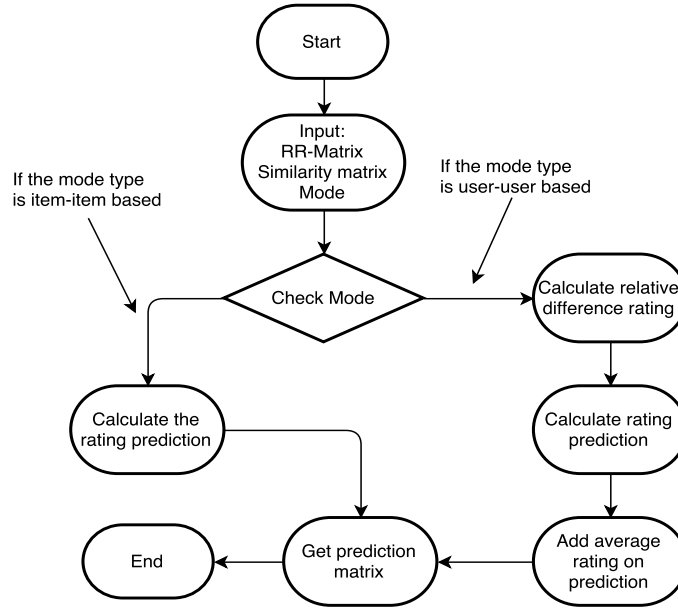 Start
Input:
RR-Matrix
Similarity matrix
Mode
If the mode type
is item-item based
If the mode type
is user-user based
Check Mode
Calculate relative
difference rating
Calculate the
rating prediction
Calculate rating
prediction
End
Get prediction
matrix
Add average
rating on
prediction